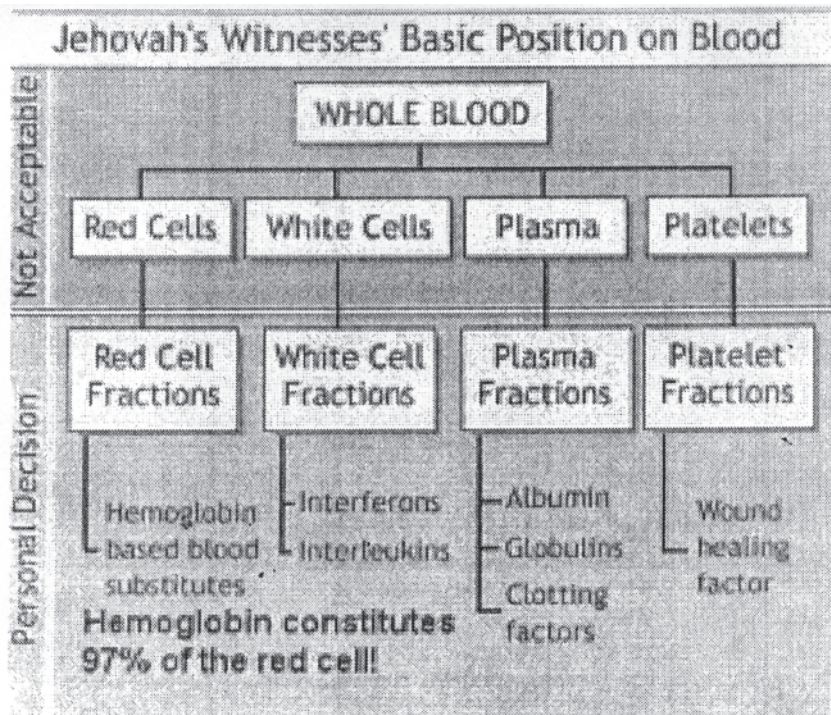 Jehovah's Witnesses' Basic Position on Blood
Not Acceptable
WHOLE BLOOD
Red Cells
White Cells
Plasma
Platelets
Personal Decision
Red Cell
Fractions
White Cell
Fractions
Plasma
Fractions
Platelet
Fractions
Hemoglobin
based blood
substitutes
Interferons
Interleukins
Albumin
Globulins
Clotting
factors
Wound
healing
factor
Hemoglobin constitutes
97% of the red cell!